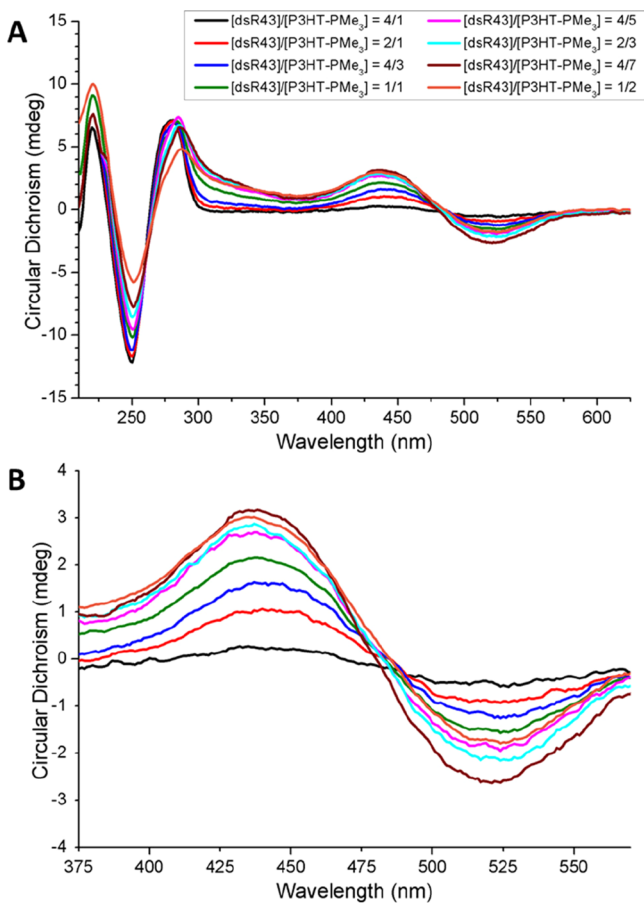 A
[dsR43]/[P3HT-PMe3] = 4/1
[dsR43]/[P3HT-PMe3] = 4/5
[dsR43]/[P3HT-PMe3] = 2/1
[dsR43]/[P3HT-PMe3] = 2/3
[dsR43]/[P3HT-PMe3] = 4/3
[dsR43]/[P3HT-PMe3] = 4/7
[dsR43]/[P3HT-PMe3] = 1/1
[dsR43]/[P3HT-PMe3] = 1/2
Circular Dichroism (mdeg)
15
10
5
0
-5
-10
-15
250 300 350 400 450 500 550 600
Wavelength (nm)
B
Circular Dichroism (mdeg)
4
3
2
1
0
-1
-2
-3
-4
375 400 425 450 475 500 525 550
Wavelength (nm)